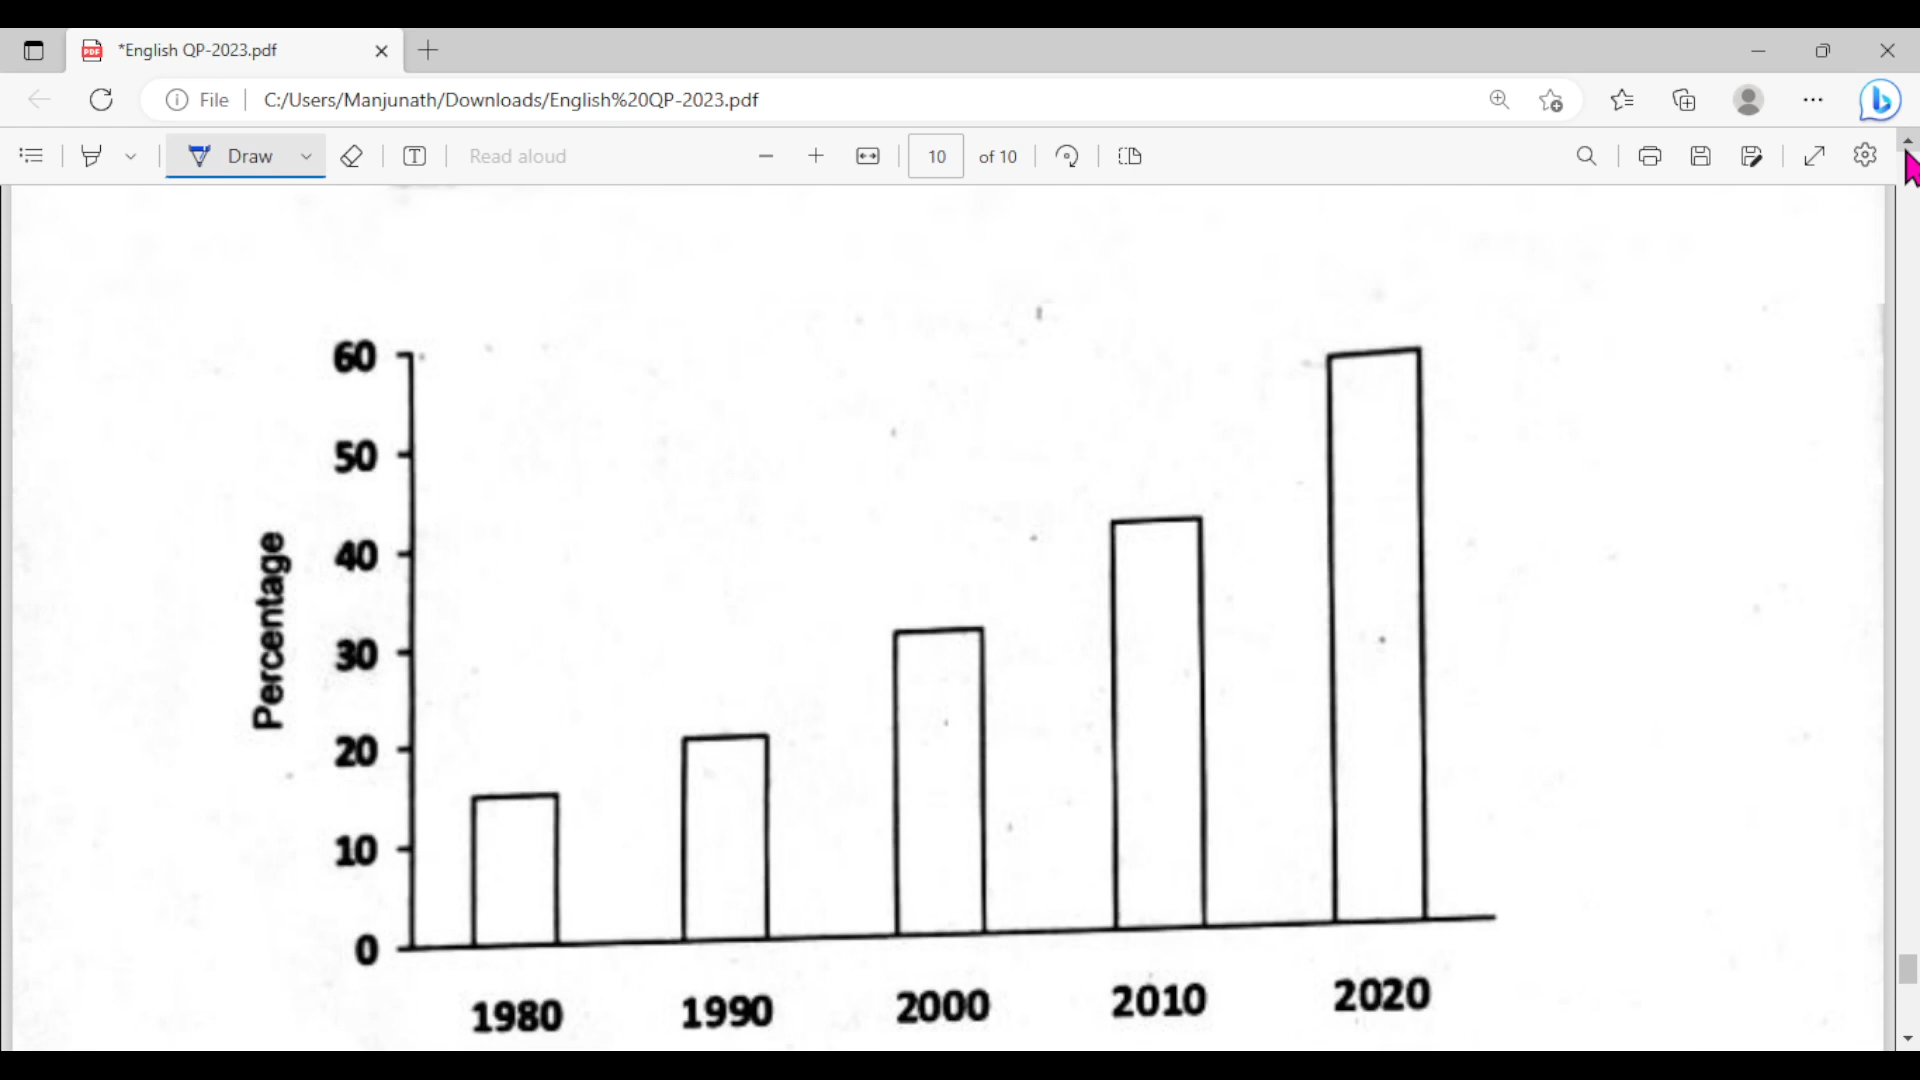 *English QP-2023.pdf
File C:/Users/Manjunath/Downloads/English%20QP-2023.pdf
Draw Read aloud 10 of 10
60
50
40
30
20
10
0
Percentage
1980 1990 2000 2010 2020